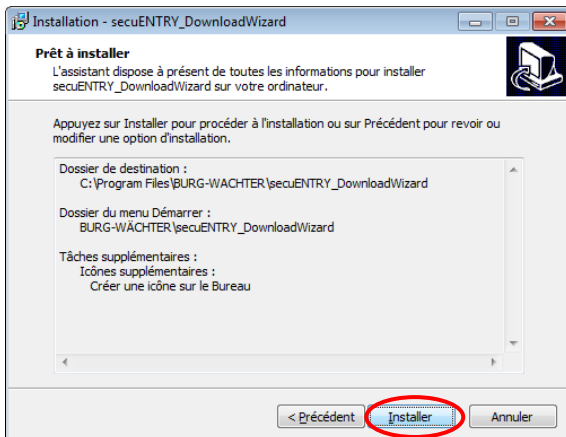 Installation - secuENTRY_DownloadWizard
Prêt à installer
L'assistant dispose à présent de toutes les informations pour installer
secuENTRY_DownloadWizard sur votre ordinateur.
Appuyez sur Installer pour procéder à l'installation ou sur Précédent pour revoir ou
modifier une option d'installation.
Dossier de destination :
C:\Program Files\BURG-WACHTER\secuENTRY_DownloadWizard
Dossier du menu Démarrer :
BURG-WÄCHTER\secuENTRY_DownloadWizard
Tâches supplémentaires :
Icônes supplémentaires :
Créer une icône sur le Bureau
< Précédent Installer Annuler